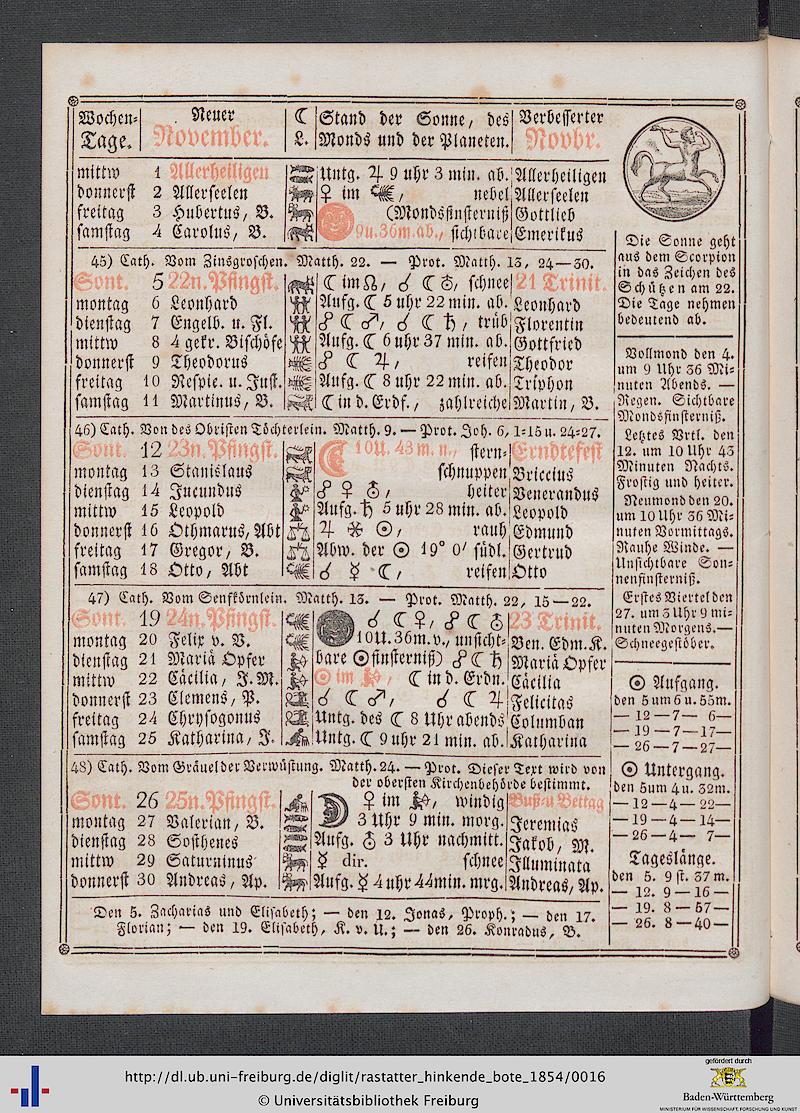 Wochen= Neuer ☾ Stand der Sonne, des Verbesserter
Tage. November. L. Monds und der Planeten. Novbr.
mittw 1 Allerheiligen Untg. ♃ 9 uhr 3 min. ab. Allerheiligen
donnerst 2 Allerseelen ♀ im , nebel Allerseelen
freitag 3 Hubertus, B. (Mondsfinsterniß Gottlieb
samstag 4 Carolus, B. 9u.36m.ab., sichtbare Emerikus
45) Cath. Vom Zinsgroschen. Matth. 22. — Prot. Matth. 13, 24—30.
Sont. 5 22n.Pfingst. ☾ im ☊, ☌ ☾ ♁, schnee 21 Trinit.
montag 6 Leonhard Aufg. ☾ 5 uhr 22 min. ab. Leonhard
dienstag 7 Engelb. u. Fl. ☍ ☾ ♂, ☌ ☾ ♄, trüb Florentin
mittw 8 4 gekr. Bischöfe Aufg. ☾ 6 uhr 37 min. ab. Gottfried
donnerst 9 Theodorus ☍ ☾ ♃, reifen Theodor
freitag 10 Respic. u. Just. Aufg. ☾ 8 uhr 22 min. ab. Triphon
samstag 11 Martinus, B. ☾ in d. Erdf., zahlreiche Martin, B.
46) Cath. Von des Obristen Töchterlein. Matth. 9. — Prot. Joh. 6, 1=15 u. 24=27.
Sont. 12 23n.Pfingst. 10U. 43 m. n., stern= Erndtefest
montag 13 Stanislaus schnuppen Briccius
dienstag 14 Jucundus ☍ ♀ ♁, heiter Venerandus
mittw 15 Leopold Aufg. ♄ 5 uhr 28 min. ab. Leopold
donnerst 16 Othmarus, Abt ♃ ⚹ ☉, rauh Edmund
freitag 17 Gregor, B. Abw. der ☉ 19° 0′ südl. Gertrud
samstag 18 Otto, Abt ☌ ☿ ☾, reifen Otto
47) Cath. Vom Senfkörnlein. Matth. 13. — Prot. Matth. 22, 15—22.
Sont. 19 24n.Pfingst. ☌ ☾ ♀, ☍ ☾ ♁ 23 Trinit.
montag 20 Felix v. V. 10U.36m.v., unsicht= Ben. Edm.K.
dienstag 21 Mariä Opfer bare ☉finsterniß) ☍ ☾ ♄ Mariä Opfer
mittw 22 Cäcilia, J.M. ☉ im , ☾ in d. Erdn. Cäcilia
donnerst 23 Clemens, P. ☌ ☾ ♂, ☌ ☾ ♃ Felicitas
freitag 24 Chrysogonus Untg. des ☾ 8 Uhr abends Columban
samstag 25 Katharina, J. Untg. ☾ 9 uhr 21 min. ab. Katharina
48) Cath. Vom Gräuel der Verwüstung. Matth. 24. — Prot. Dieser Text wird von
der obersten Kirchenbehörde bestimmt.
Sont. 26 25n.Pfingst. ♀ im , windig Buß=u Bettag
montag 27 Valerian, B. 3 Uhr 9 min. morg. Jeremias
dienstag 28 Sosthenes Aufg. ♁ 3 Uhr nachmitt. Jakob, M.
mittw 29 Saturninus ☿ dir. schnee Illuminata
donnerst 30 Andreas, Ap. Aufg. ☿ 4 uhr 44min. mrg. Andreas, Ap.
Den 5. Zacharias und Elisabeth; — den 12. Jonas, Proph.; — den 17.
Florian; — den 19. Elisabeth, K. v. U.; — den 26. Konradus, B.
Die Sonne geht
aus dem Scorpion
in das Zeichen des
Schützen am 22.
Die Tage nehmen
bedeutend ab.
Vollmond den 4.
um 9 Uhr 36 Mi=
nuten Abends. —
Regen. Sichtbare
Mondsfinsterniß.
Letztes Vrtl. den
12. um 10 Uhr 43
Minuten Nachts.
Frostig und heiter.
Neumond den 20.
um 10 Uhr 36 Mi=
nuten Vormittags.
Rauhe Winde. —
Unsichtbare Son=
nenfinsterniß.
Erstes Viertel den
27. um 3 Uhr 9 mi=
nuten Morgens.—
Schneegestöber.
☉ Aufgang.
den 5 um 6 u. 55m.
— 12 — 7 — 6—
— 19 — 7 — 17—
— 26 — 7 — 27—
☉ Untergang.
den 5um 4 u. 32m.
— 12 — 4 — 22—
— 19 — 4 — 14—
— 26 — 4 — 7—
Tageslänge.
den 5. 9 st. 37 m.
— 12. 9 — 16 —
— 19. 8 — 57 —
— 26. 8 — 40 —
http://dl.ub.uni-freiburg.de/diglit/rastatter_hinkende_bote_1854/0016
© Universitätsbibliothek Freiburg
gefördert durch
Baden-Württemberg
MINISTERIUM FÜR WISSENSCHAFT, FORSCHUNG UND KUNST